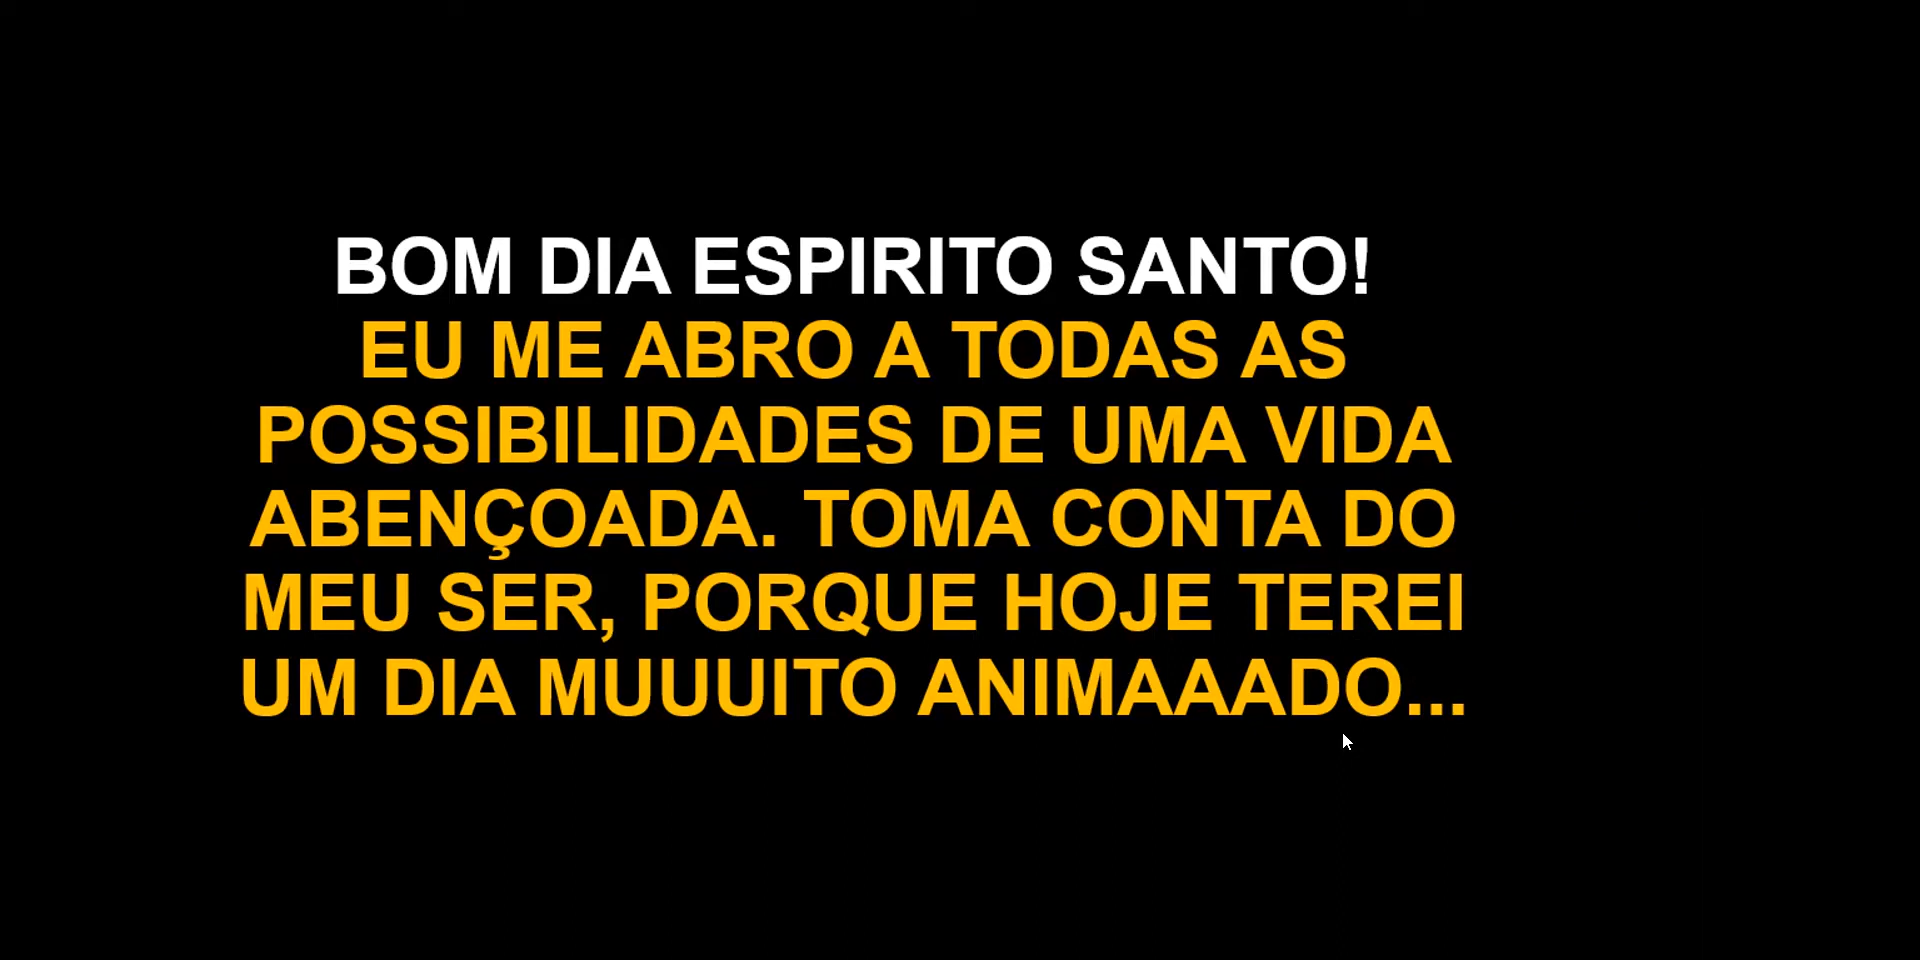 BOM DIA ESPIRITO SANTO!
EU ME ABRO A TODAS AS
POSSIBILIDADES DE UMA VIDA
ABENÇOADA. TOMA CONTA DO
MEU SER, PORQUE HOJE TEREI
UM DIA MUUUITO ANIMAAADO...